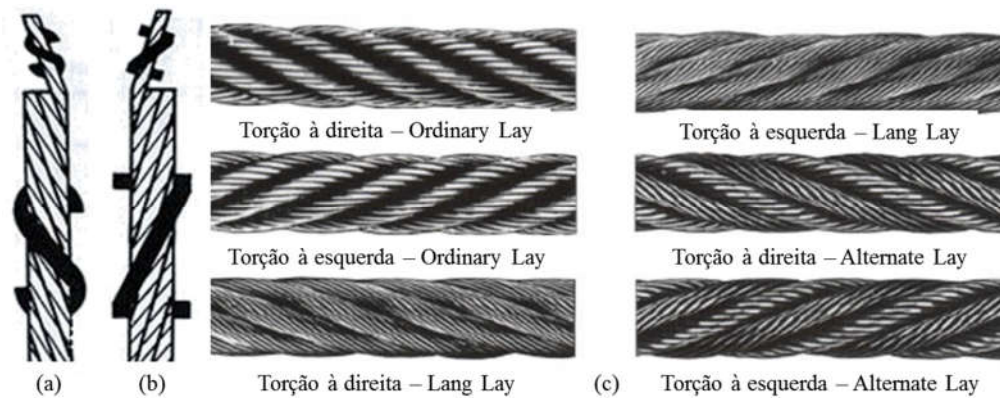 Torção à direita – Ordinary Lay
Torção à esquerda – Lang Lay
Torção à esquerda – Ordinary Lay
Torção à direita – Alternate Lay
(a)
(b)
Torção à direita – Lang Lay
(c)
Torção à esquerda – Alternate Lay